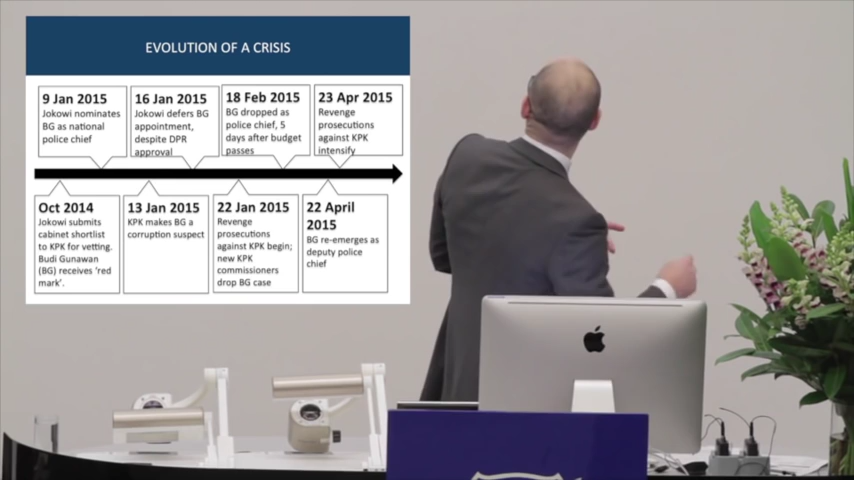 EVOLUTION OF A CRISIS
9 Jan 2015
Jokowi nominates
BG as national
police chief
16 Jan 2015
Jokowi defers BG
appointment,
despite DPR
approval
18 Feb 2015
BG dropped as
police chief, 5
days after budget
passes
23 Apr 2015
Revenge
prosecutions
against KPK
intensify
Oct 2014
Jokowi submits
cabinet shortlist
to KPK for vetting.
Budi Gunawan
(BG) receives 'red
mark'.
13 Jan 2015
KPK makes BG a
corruption suspect
22 Jan 2015
Revenge
prosecutions
against KPK begin;
new KPK
commissioners
drop BG case
22 April
2015
BG re-emerges as
deputy police
chief